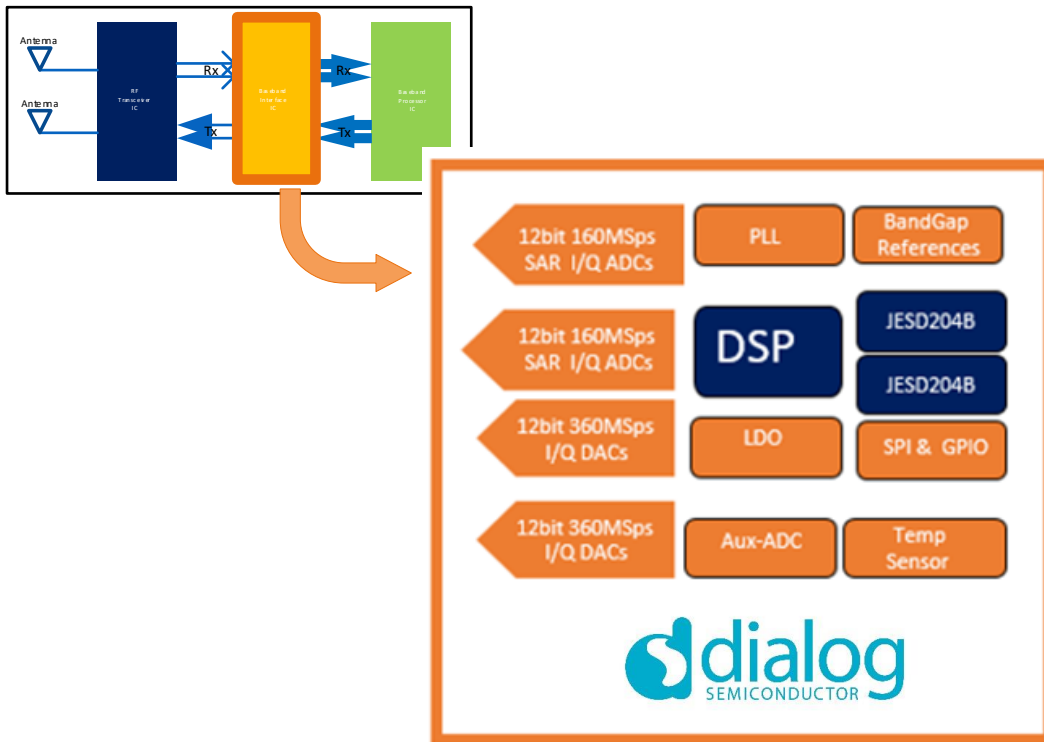 Antenna
Antenna
RF
Transceiver
IC
Rx
Tx
Baseband
Interface
IC
Rx
Tx
Baseband
Processor
IC
12bit 160MSps
SAR I/Q ADCs
PLL
BandGap
References
12bit 160MSps
SAR I/Q ADCs
DSP
JESD204B
JESD204B
12bit 360MSps
I/Q DACs
LDO
SPI & GPIO
12bit 360MSps
I/Q DACs
Aux-ADC
Temp
Sensor
dialog
SEMICONDUCTOR